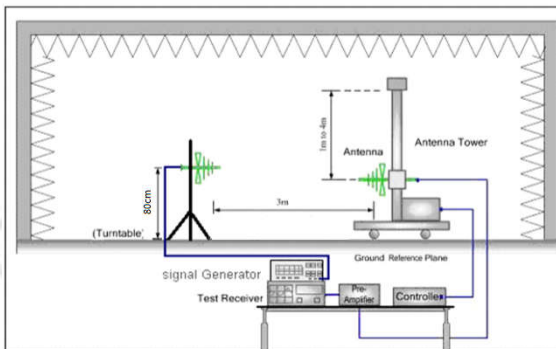 1m to 4m
Antenna
Antenna Tower
80cm
3m
(Turntable)
Ground Reference Plane
signal Generator
Test Receiver
Pre-
Amplifier
Controller